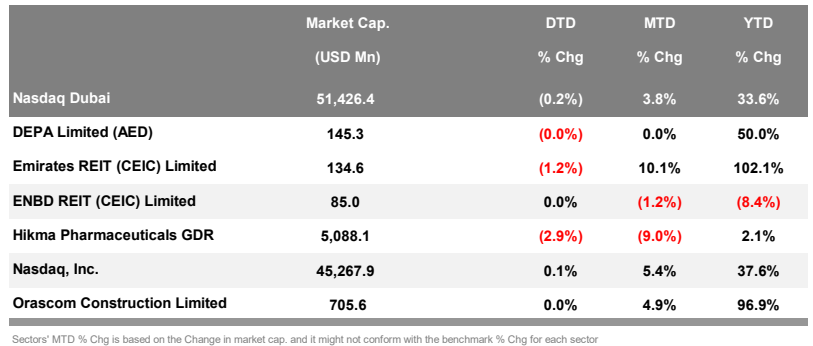 Market Cap. DTD MTD YTD
(USD Mn) % Chg % Chg % Chg
Nasdaq Dubai 51,426.4 (0.2%) 3.8% 33.6%
DEPA Limited (AED) 145.3 (0.0%) 0.0% 50.0%
Emirates REIT (CEIC) Limited 134.6 (1.2%) 10.1% 102.1%
ENBD REIT (CEIC) Limited 85.0 0.0% (1.2%) (8.4%)
Hikma Pharmaceuticals GDR 5,088.1 (2.9%) (9.0%) 2.1%
Nasdaq, Inc. 45,267.9 0.1% 5.4% 37.6%
Orascom Construction Limited 705.6 0.0% 4.9% 96.9%
Sectors' MTD % Chg is based on the Change in market cap. and it might not conform with the benchmark % Chg for each sector